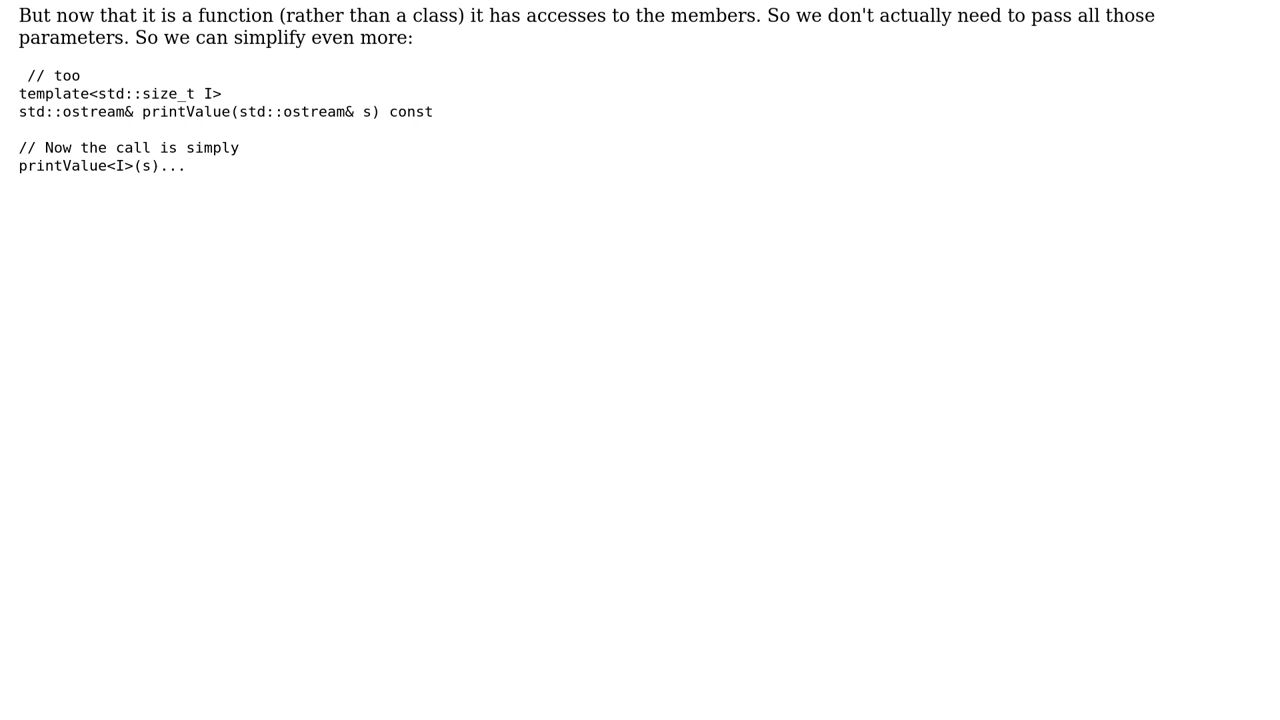 But now that it is a function (rather than a class) it has accesses to the members. So we don't actually need to pass all those
parameters. So we can simplify even more:
// too
template<std::size_t I>
std::ostream& printValue(std::ostream& s) const
// Now the call is simply
printValue<I>(s)...